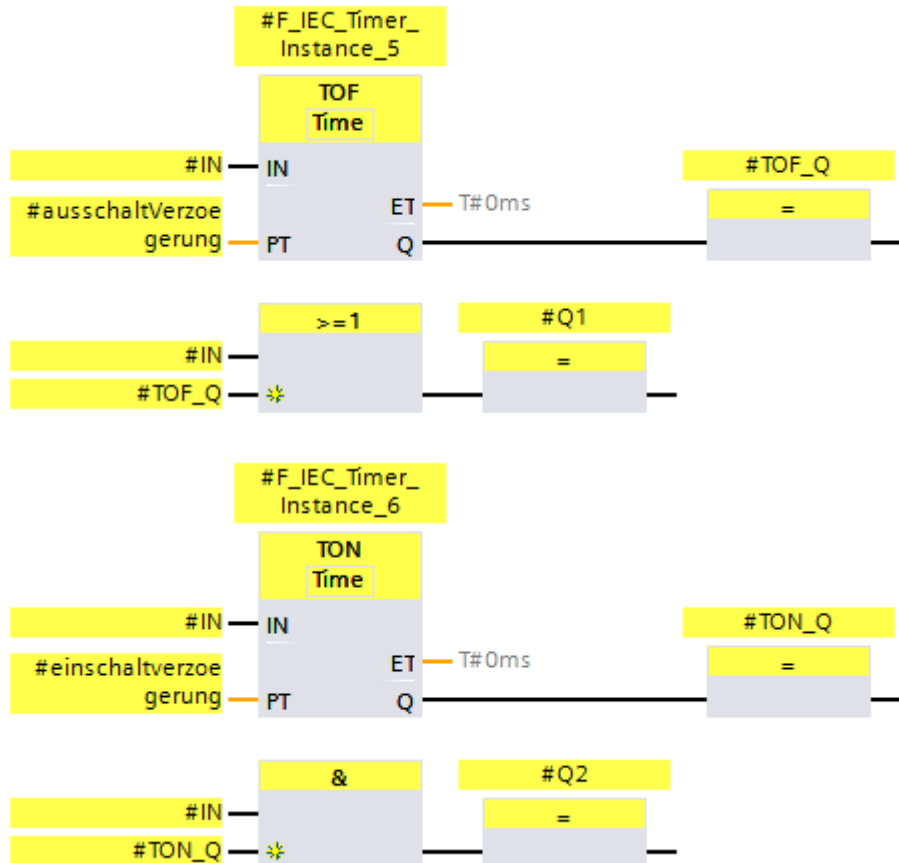 #F_IEC_Timer_
Instance_5
TOF
Time
#IN
IN
#TOF_Q
#ausschaltVerzoe
gerung
ET
T#0ms
=
PT
Q
>=1
#Q1
#IN
=
#TOF_Q
#F_IEC_Timer_
Instance_6
TON
Time
#IN
IN
#TON_Q
#einschaltverzoe
gerung
ET
T#0ms
=
PT
Q
&
#Q2
#IN
=
#TON_Q